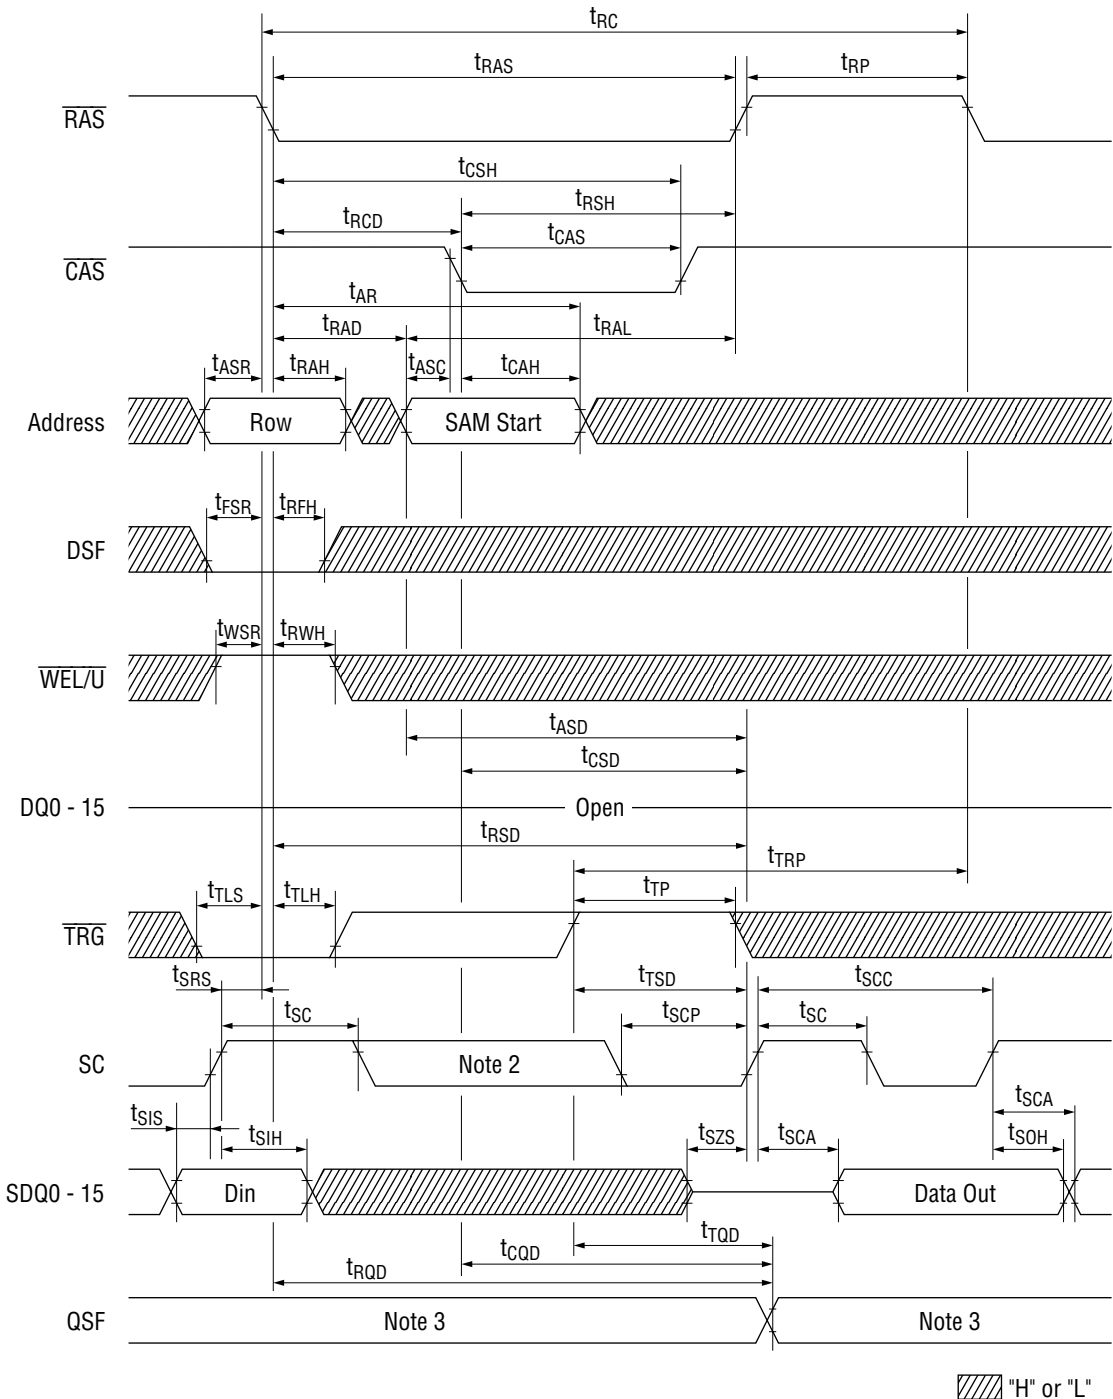 tRC
tRAS
tRP
RAS
tCSH
tRSH
tRCD
tCAS
CAS
tAR
tRAD
tRAL
tASR
tRAH
tASC
tCAH
Address
Row
SAM Start
tFSR
tRFH
DSF
tWSR
tRWH
WEL/U
tASD
tCSD
DQ0 - 15
Open
tRSD
tTRP
tTLS
tTLH
tTP
TRG
tSRS
tSC
tTSD
tSCC
tSCP
tSC
SC
Note 2
tSIS
tSIH
tSZS
tSCA
tSCA
tSOH
SDQ0 - 15
Din
Data Out
tTQD
tCQD
tRQD
QSF
Note 3
Note 3
"H" or "L"